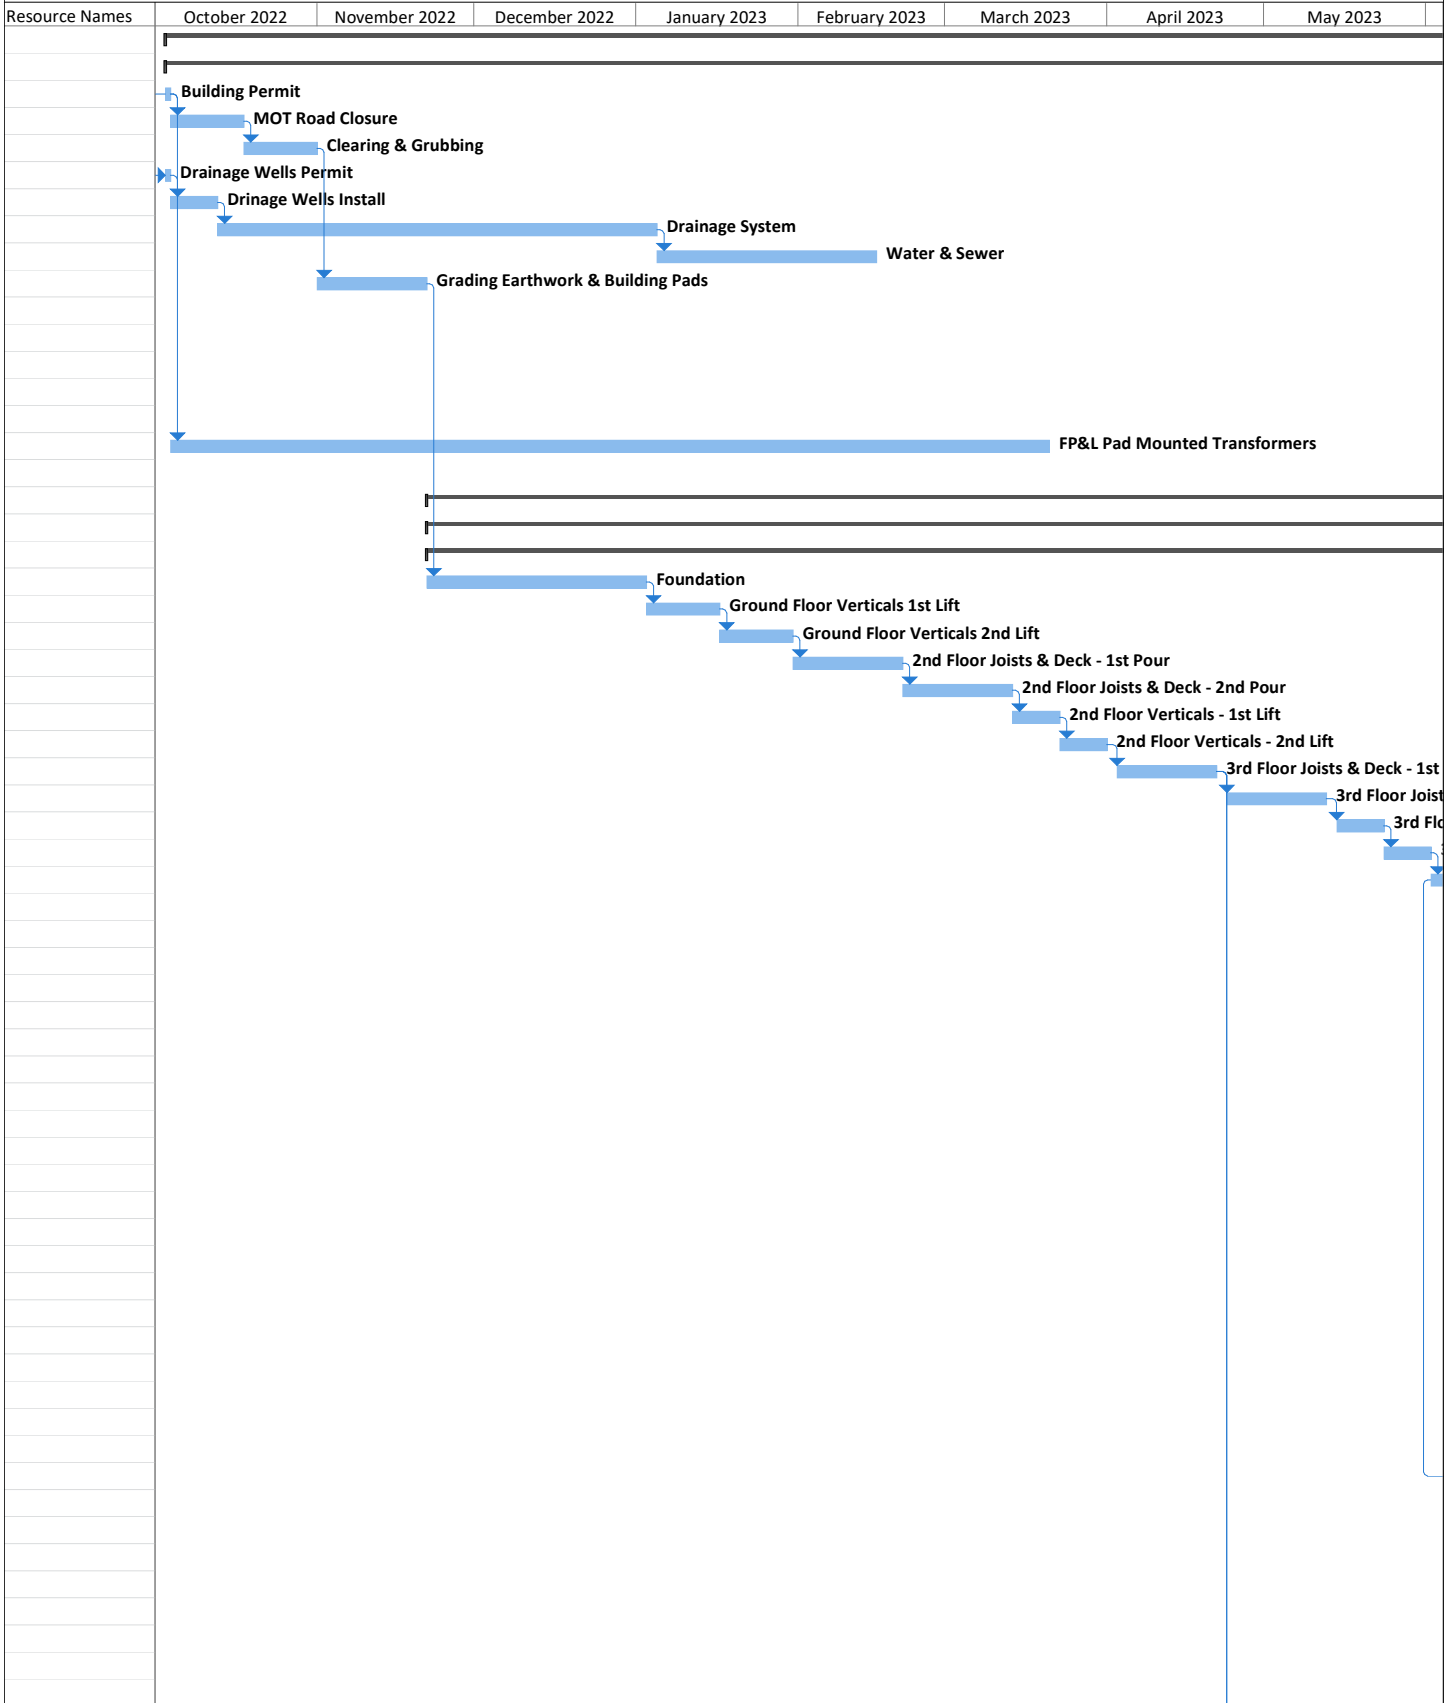 Resource Names October 2022 November 2022 December 2022 January 2023 February 2023 March 2023 April 2023 May 2023
Building Permit
MOT Road Closure
Clearing & Grubbing
Drainage Wells Permit
Drinage Wells Install
Drainage System
Water & Sewer
Grading Earthwork & Building Pads
FP&L Pad Mounted Transformers
Foundation
Ground Floor Verticals 1st Lift
Ground Floor Verticals 2nd Lift
2nd Floor Joists & Deck - 1st Pour
2nd Floor Joists & Deck - 2nd Pour
2nd Floor Verticals - 1st Lift
2nd Floor Verticals - 2nd Lift
3rd Floor Joists & Deck - 1st
3rd Floor Joist
3rd Flo